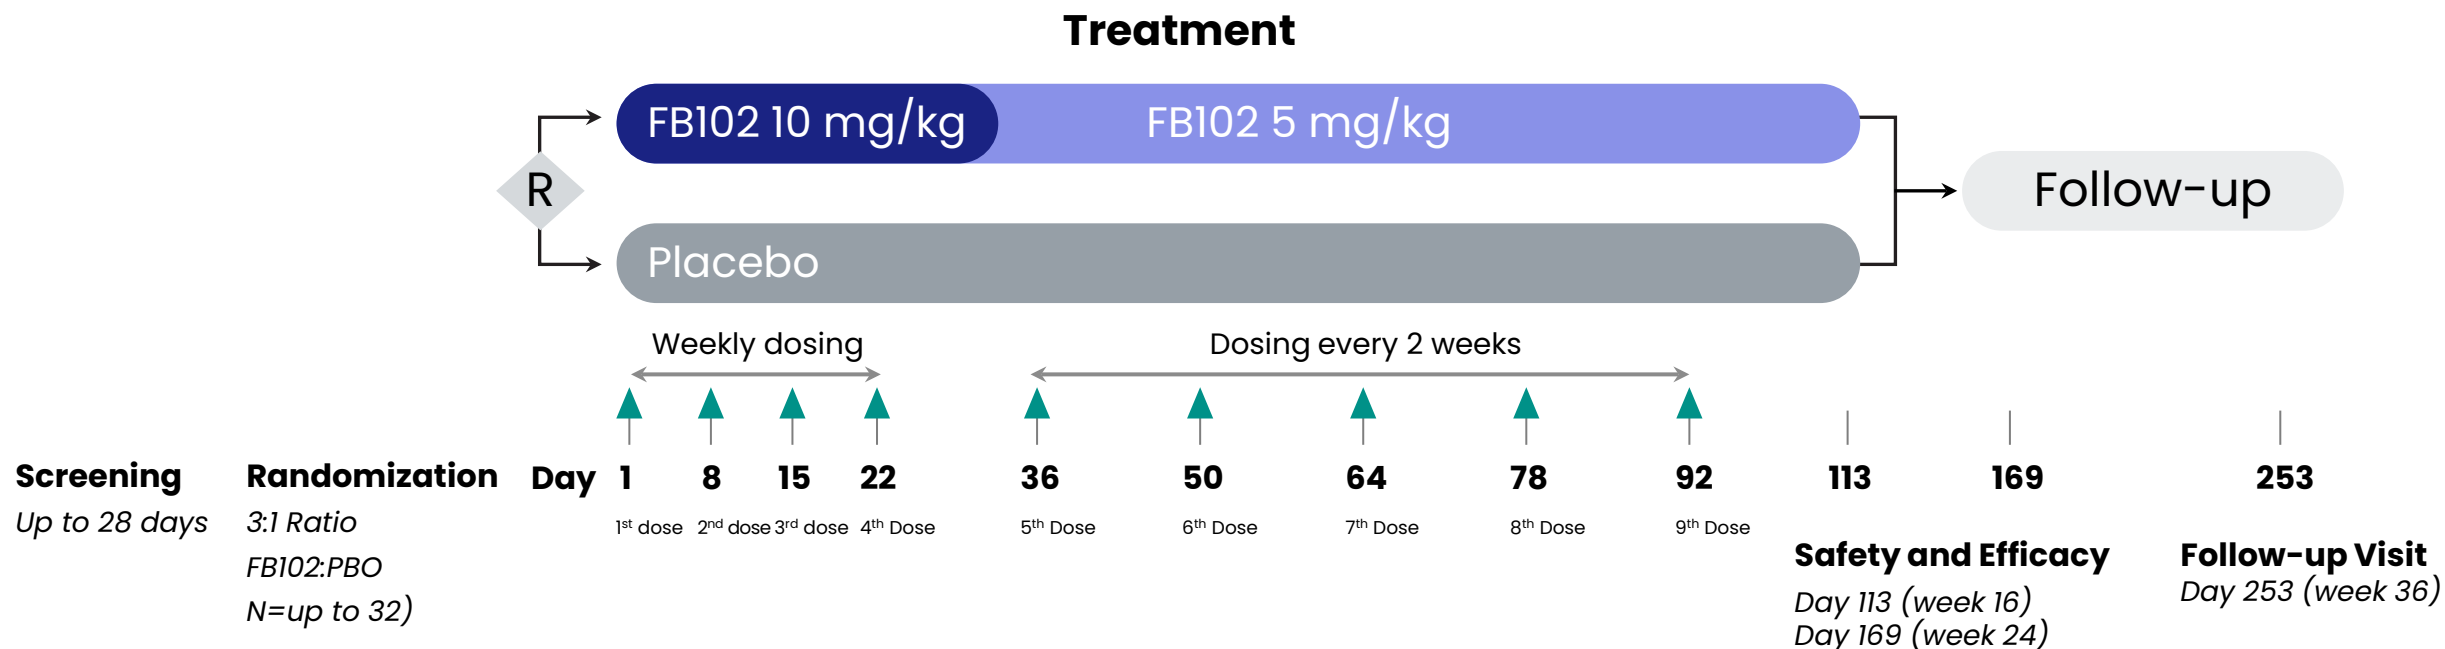 Treatment
FB102 10 mg/kg
FB102 5 mg/kg
R
Follow-up
Placebo
Weekly dosing
Dosing every 2 weeks
Screening
Up to 28 days
Randomization
3:1 Ratio
FB102:PBO
N=up to 32)
Day 1 8 15 22 36 50 64 78 92 113 169 253
1st dose 2nd dose 3rd dose 4th Dose 5th Dose 6th Dose 7th Dose 8th Dose 9th Dose
Safety and Efficacy
Day 113 (week 16)
Day 169 (week 24)
Follow-up Visit
Day 253 (week 36)